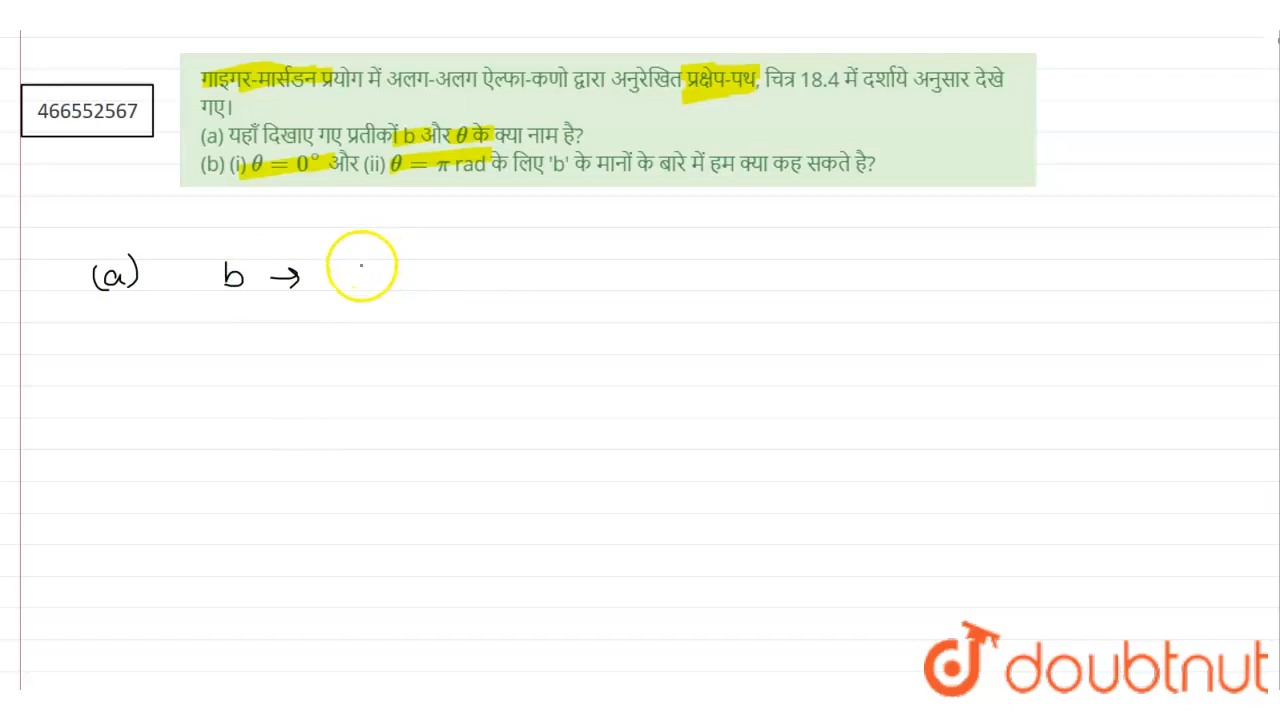 466552567
गाइगर-मार्सडन प्रयोग में अलग-अलग ऐल्फा-कणो द्वारा अनुरेखित प्रक्षेप-पथ, चित्र 18.4 में दर्शाये अनुसार देखे
गए।
(a) यहाँ दिखाए गए प्रतीकों b और θ के क्या नाम है?
(b) (i) θ = 0° और (ii) θ = π rad के लिए 'b' के मानों के बारे में हम क्या कह सकते है?
(a) b →
doubtnut